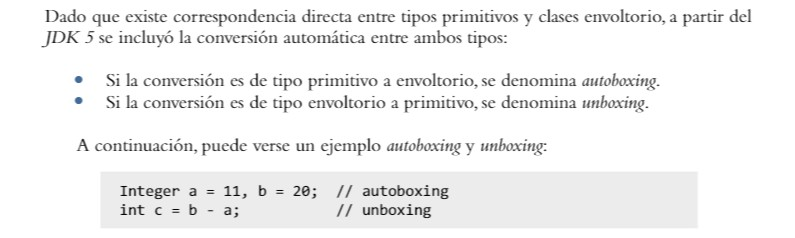 Dado que existe correspondencia directa entre tipos primitivos y clases envoltorio, a partir del
JDK 5 se incluyó la conversión automática entre ambos tipos:
• Si la conversión es de tipo primitivo a envoltorio, se denomina autoboxing.
• Si la conversión es de tipo envoltorio a primitivo, se denomina unboxing.
A continuación, puede verse un ejemplo autoboxing y unboxing:
Integer a = 11, b = 20;  // autoboxing
int c = b - a;           // unboxing